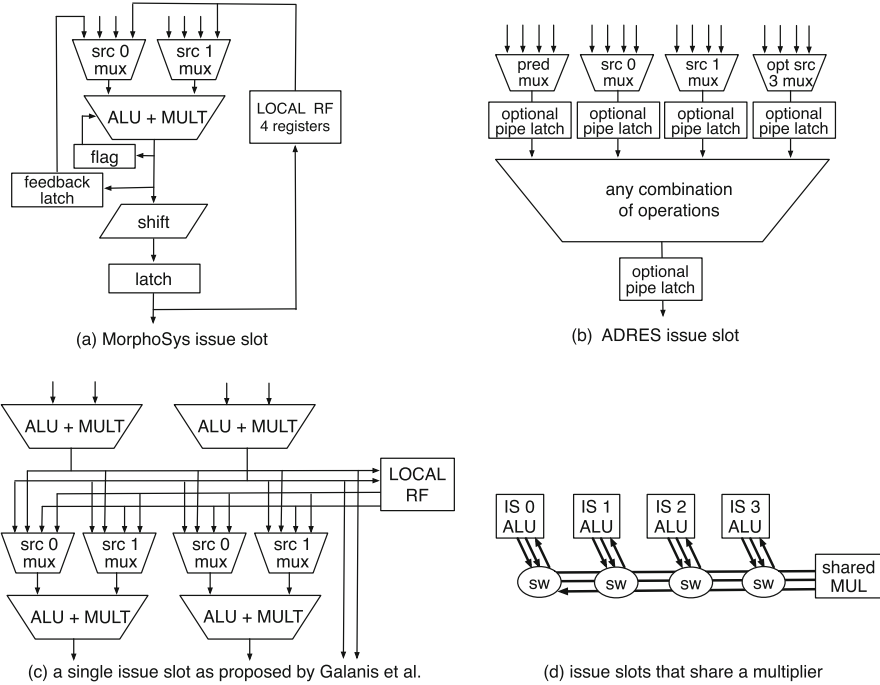 src 0
mux
src 1
mux
ALU + MULT
LOCAL RF
4 registers
flag
feedback
latch
shift
latch
(a) MorphoSys issue slot
pred
mux
src 0
mux
src 1
mux
opt src
3 mux
optional
pipe latch
optional
pipe latch
optional
pipe latch
optional
pipe latch
any combination
of operations
optional
pipe latch
(b) ADRES issue slot
ALU + MULT
ALU + MULT
LOCAL
RF
src 0
mux
src 1
mux
src 0
mux
src 1
mux
ALU + MULT
ALU + MULT
(c) a single issue slot as proposed by Galanis et al.
IS 0
ALU
IS 1
ALU
IS 2
ALU
IS 3
ALU
sw
sw
sw
sw
shared
MUL
(d) issue slots that share a multiplier